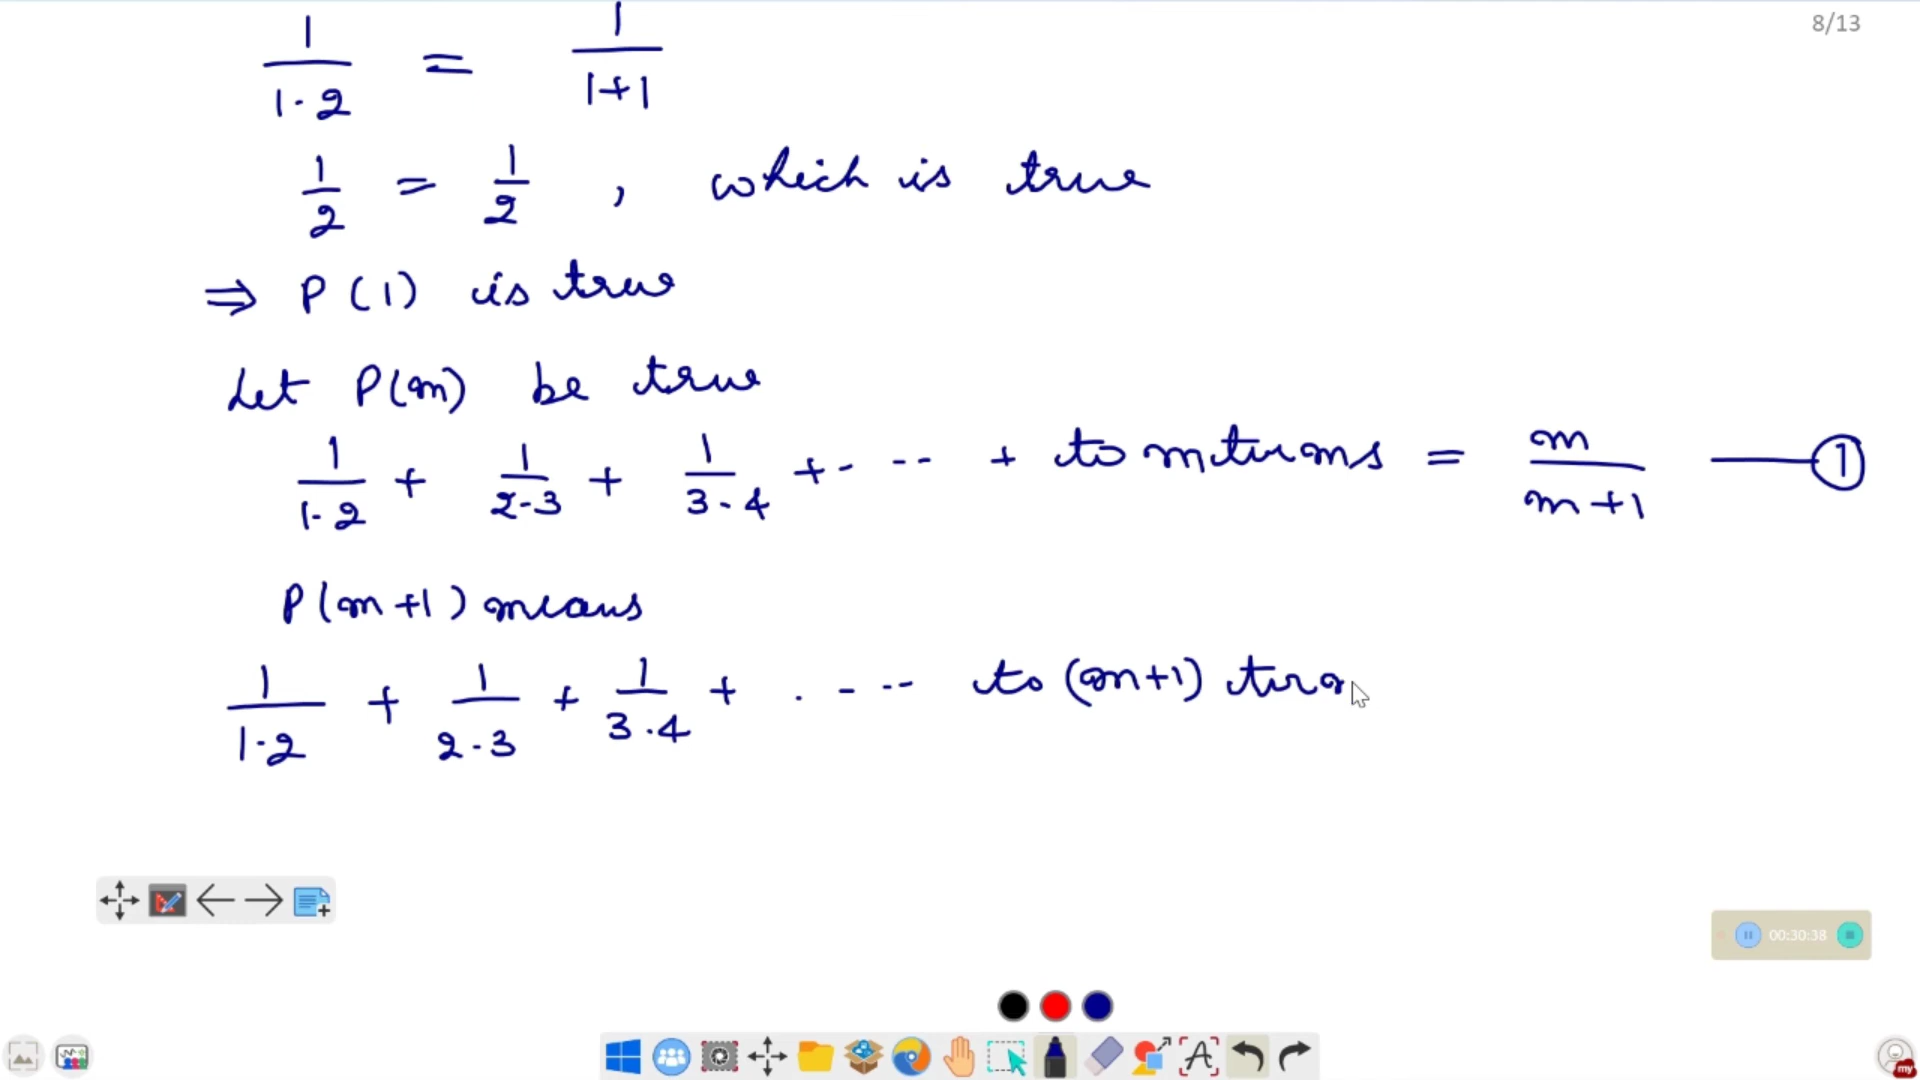 8/13
1/(1·2) = 1/(1+1)
1/2 = 1/2 , which is true
⇒ P(1) is true
Let P(m) be true
1/(1·2) + 1/(2·3) + 1/(3·4) + · - - - + to m terms = m/(m+1) —— ①
P(m+1) means
1/(1·2) + 1/(2·3) + 1/(3·4) + · - - - to (m+1)
00:30:38
A
my